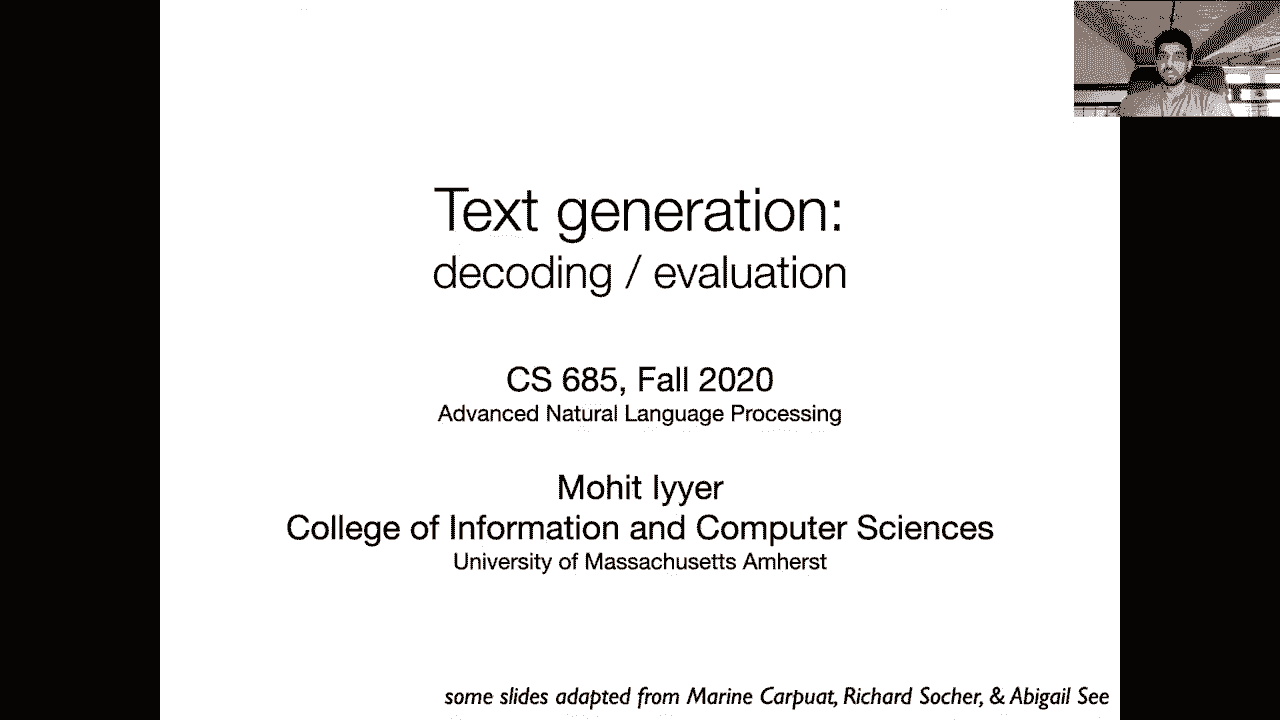 Text generation:
decoding / evaluation
CS 685, Fall 2020
Advanced Natural Language Processing
Mohit Iyyer
College of Information and Computer Sciences
University of Massachusetts Amherst
some slides adapted from Marine Carpuat, Richard Socher, & Abigail See